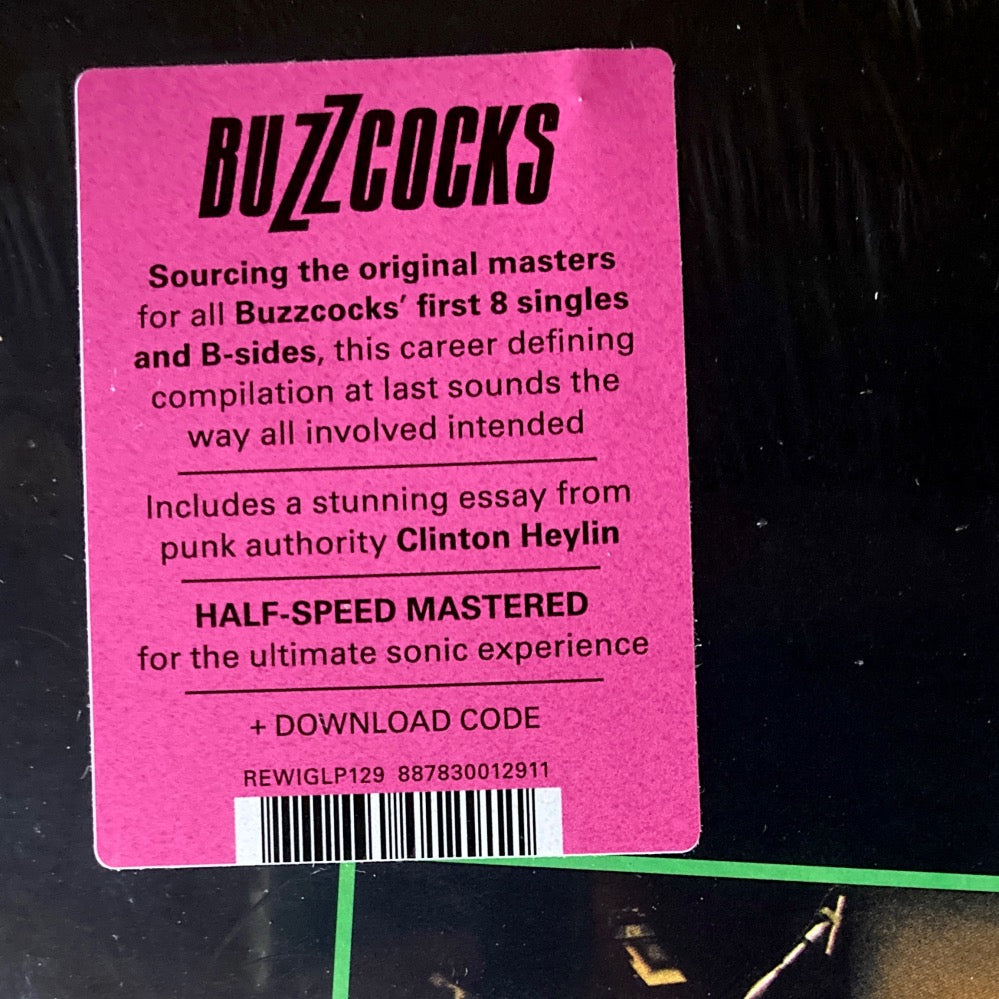 BUZZCOCKS
Sourcing the original masters
for all Buzzcocks’ first 8 singles
and B-sides, this career defining
compilation at last sounds the
way all involved intended
Includes a stunning essay from
punk authority Clinton Heylin
HALF-SPEED MASTERED
for the ultimate sonic experience
+ DOWNLOAD CODE
REWIGLP129 887830012911